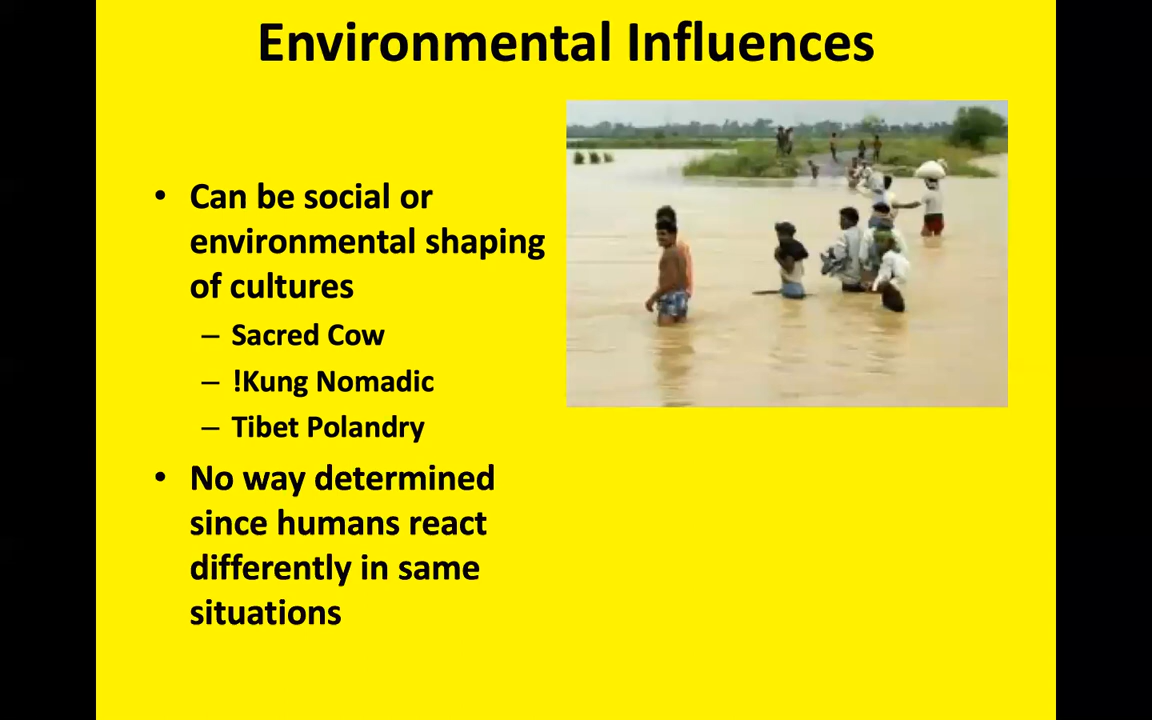 Environmental Influences
• Can be social or
environmental shaping
of cultures
– Sacred Cow
– !Kung Nomadic
– Tibet Polandry
• No way determined
since humans react
differently in same
situations